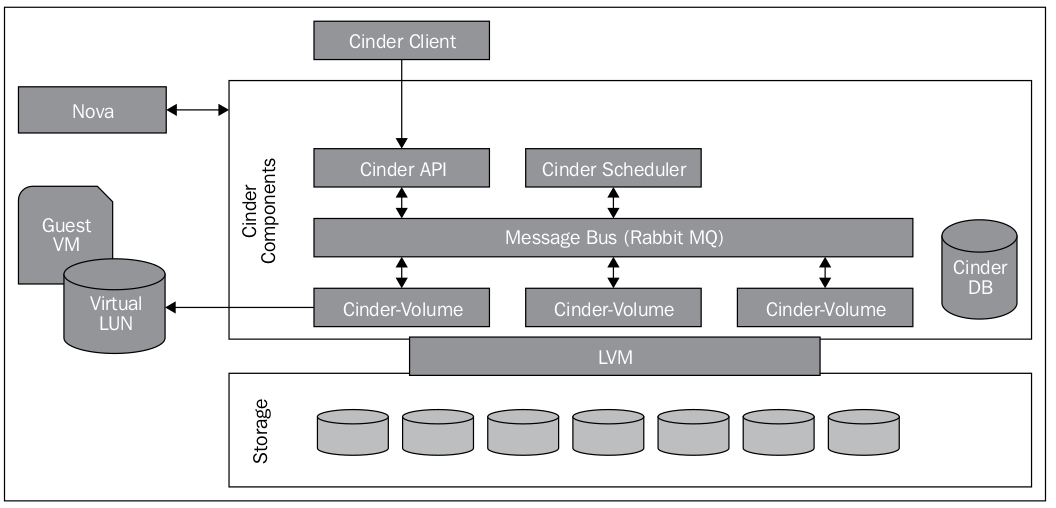 Cinder Client
Nova
Cinder API
Cinder Scheduler
Cinder
Components
Guest
VM
Message Bus (Rabbit MQ)
Cinder
DB
Virtual
LUN
Cinder-Volume
Cinder-Volume
Cinder-Volume
LVM
Storage